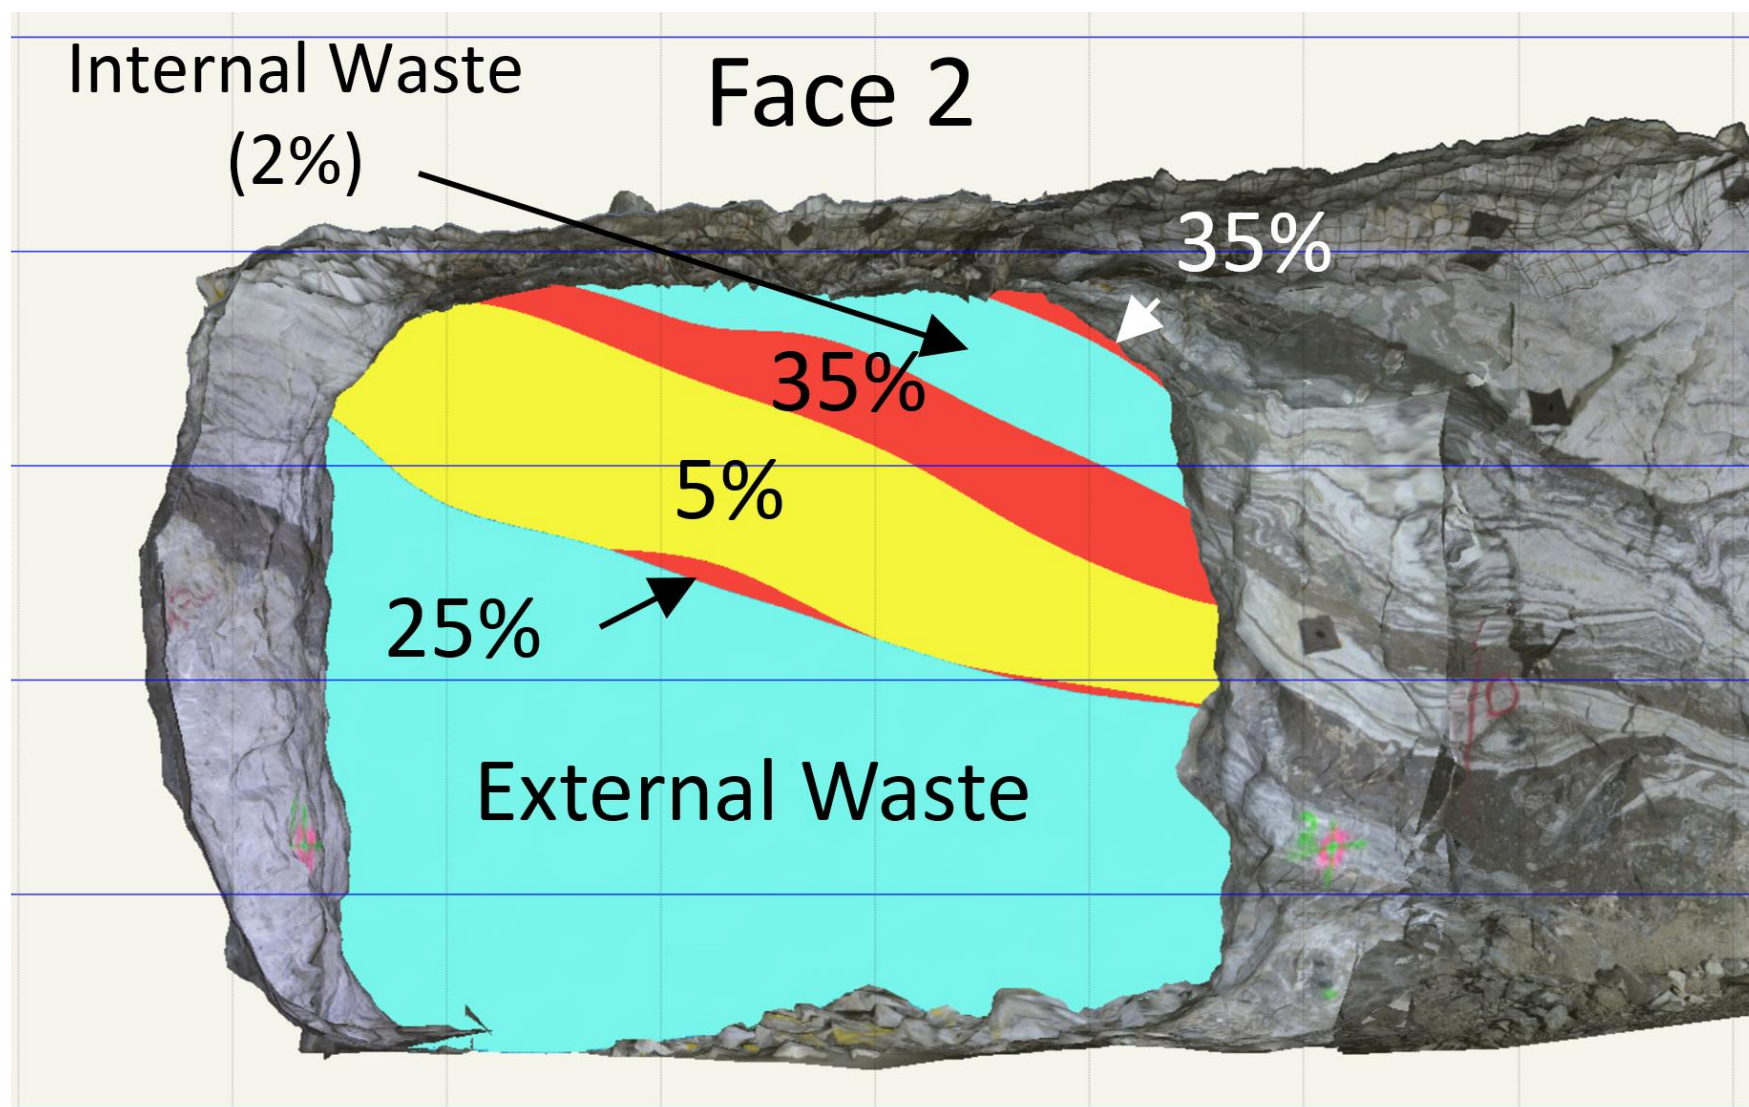 Internal Waste
(2%)
Face 2
35%
35%
5%
25%
External Waste